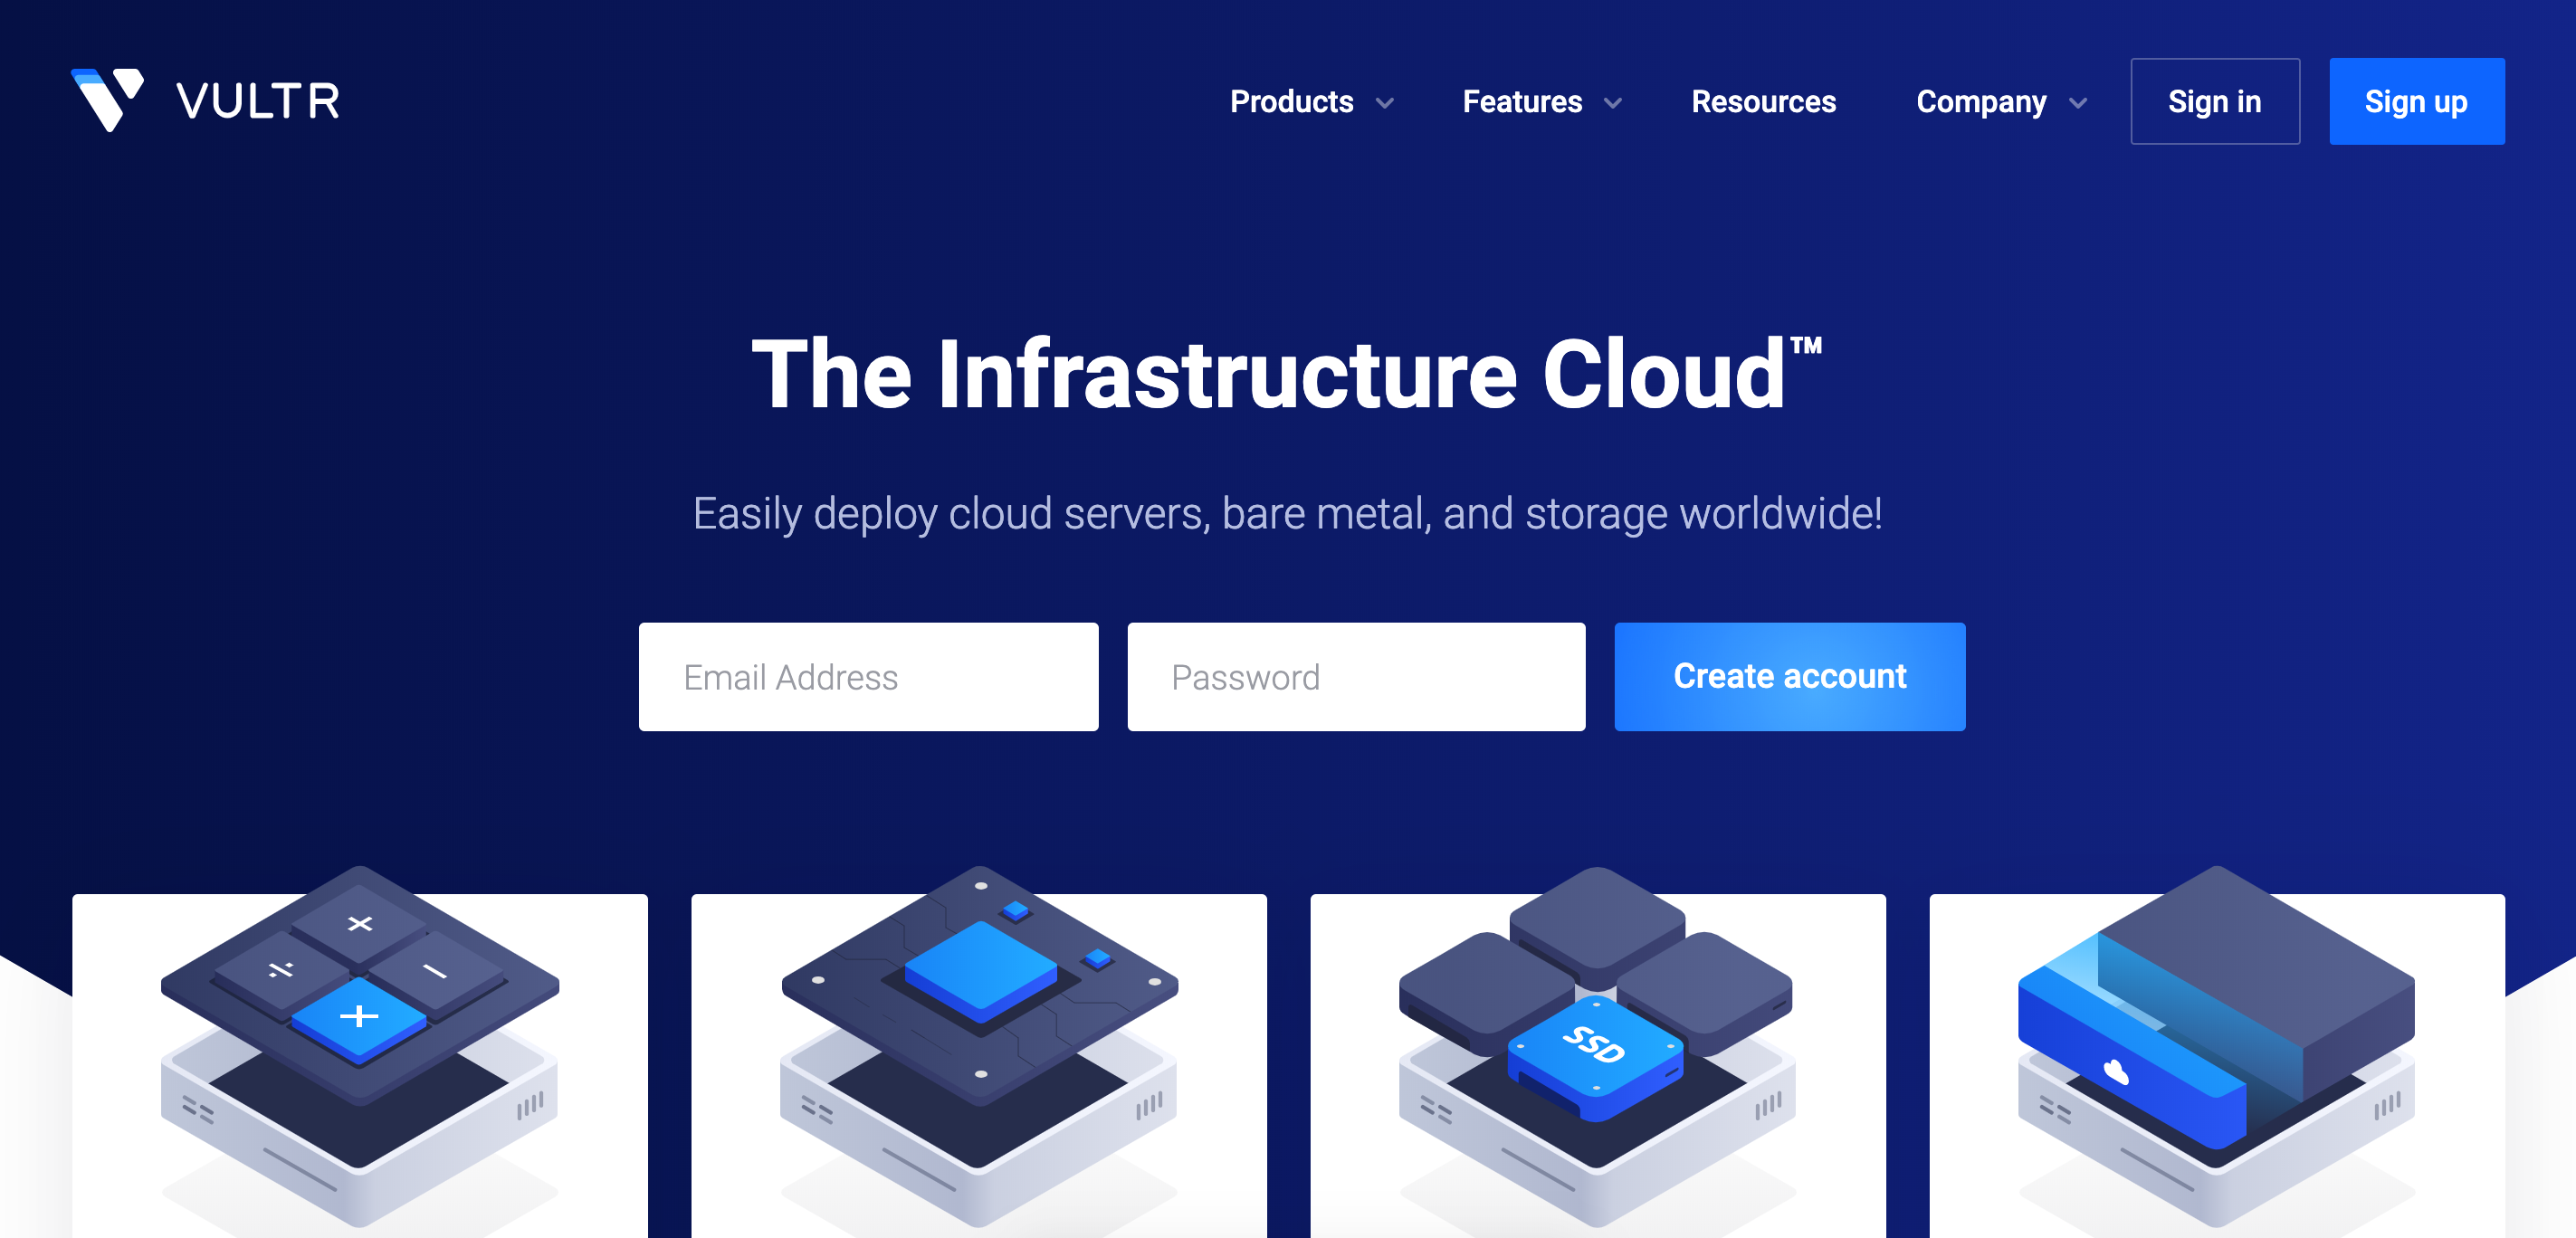 VULTR
Products Features Resources Company Sign in Sign up
The Infrastructure Cloud™
Easily deploy cloud servers, bare metal, and storage worldwide!
Email Address Password Create account
× ÷ − +
SSD